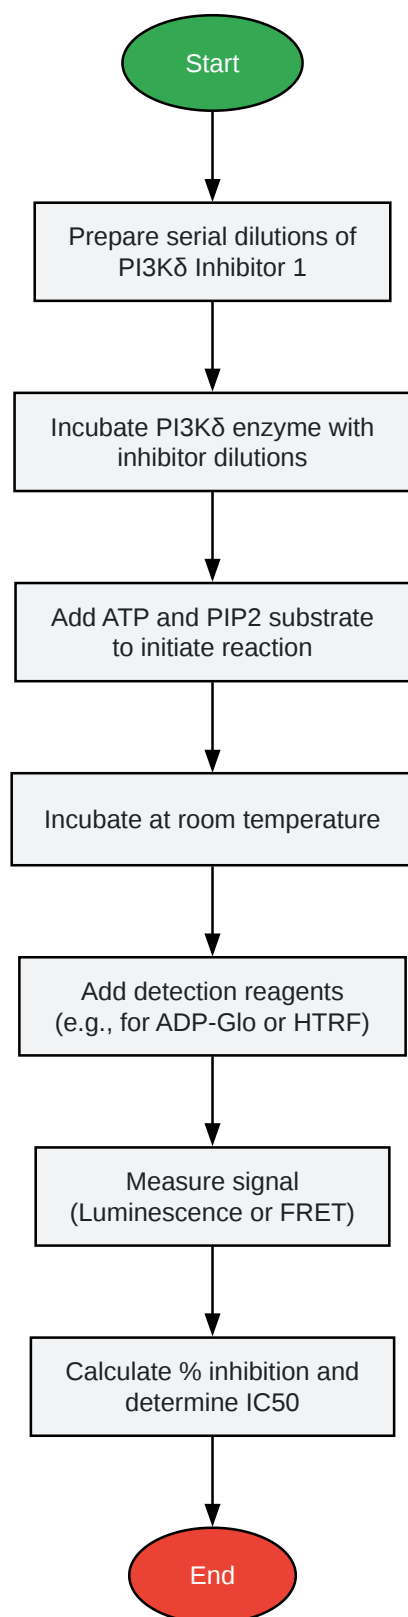 Start
Prepare serial dilutions of
PI3Kδ Inhibitor 1
Incubate PI3Kδ enzyme with
inhibitor dilutions
Add ATP and PIP2 substrate
to initiate reaction
Incubate at room temperature
Add detection reagents
(e.g., for ADP-Glo or HTRF)
Measure signal
(Luminescence or FRET)
Calculate % inhibition and
determine IC50
End